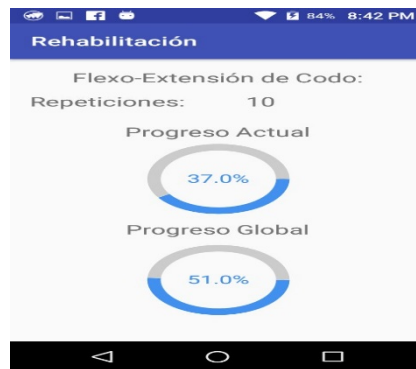 84% 8:42 PM
Rehabilitación
Flexo-Extensión de Codo:
Repeticiones: 10
Progreso Actual
37.0%
Progreso Global
51.0%